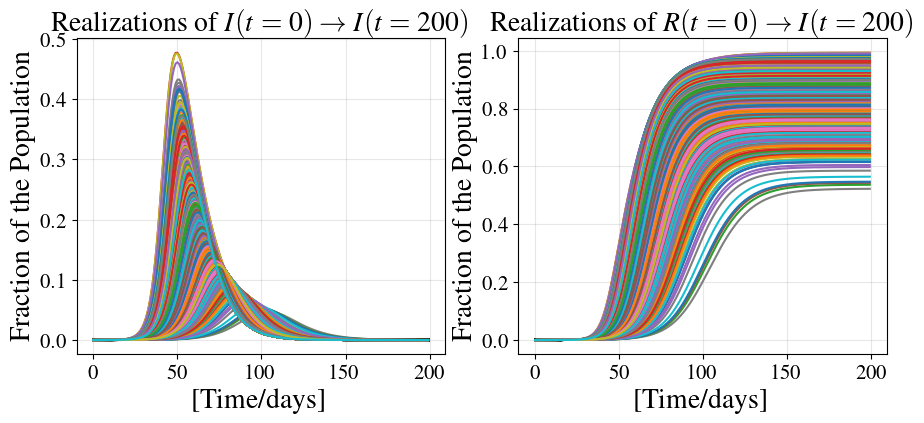 Realizations of I(t = 0) → I(t = 200)
Fraction of the Population
0.5
0.4
0.3
0.2
0.1
0.0
0 50 100 150 200
[Time/days]
Realizations of R(t = 0) → I(t = 200)
Fraction of the Population
1.0
0.8
0.6
0.4
0.2
0.0
0 50 100 150 200
[Time/days]